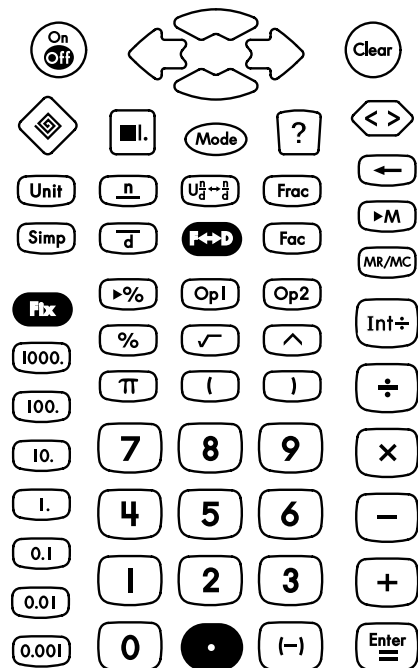 On
Off
Clear
?
< >
■I.
Mode
←
Unit
n
U n/d ↔ n/d
Frac
►M
Simp
d
F↔D
Fac
MR/MC
►%
Op1
Op2
Fix
Int÷
%
√
^
1000.
π
(
)
÷
100.
7
8
9
×
10.
4
5
6
−
1.
0.1
1
2
3
+
0.01
0
.
(−)
Enter
=
0.001